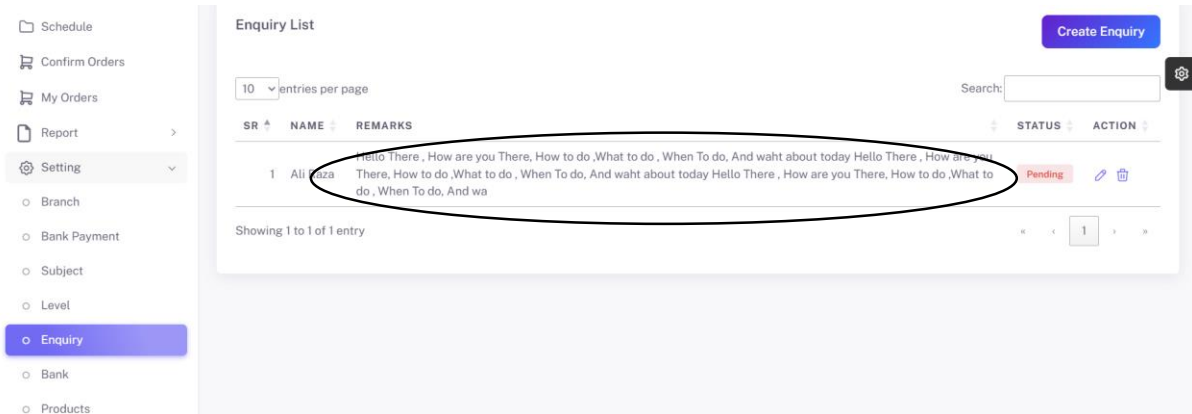 Schedule
Confirm Orders
My Orders
Report
Setting
Branch
Bank Payment
Subject
Level
Enquiry
Bank
Products
Enquiry List
Create Enquiry
10 entries per page
Search:
SR NAME REMARKS STATUS ACTION
Hello There , How are you There, How to do ,What to do , When To do, And waht about today Hello There , How are you
1 Ali Raza There, How to do ,What to do , When To do, And waht about today Hello There , How are you There, How to do ,What to Pending
do , When To do, And wa
Showing 1 to 1 of 1 entry
« ‹ 1 › »